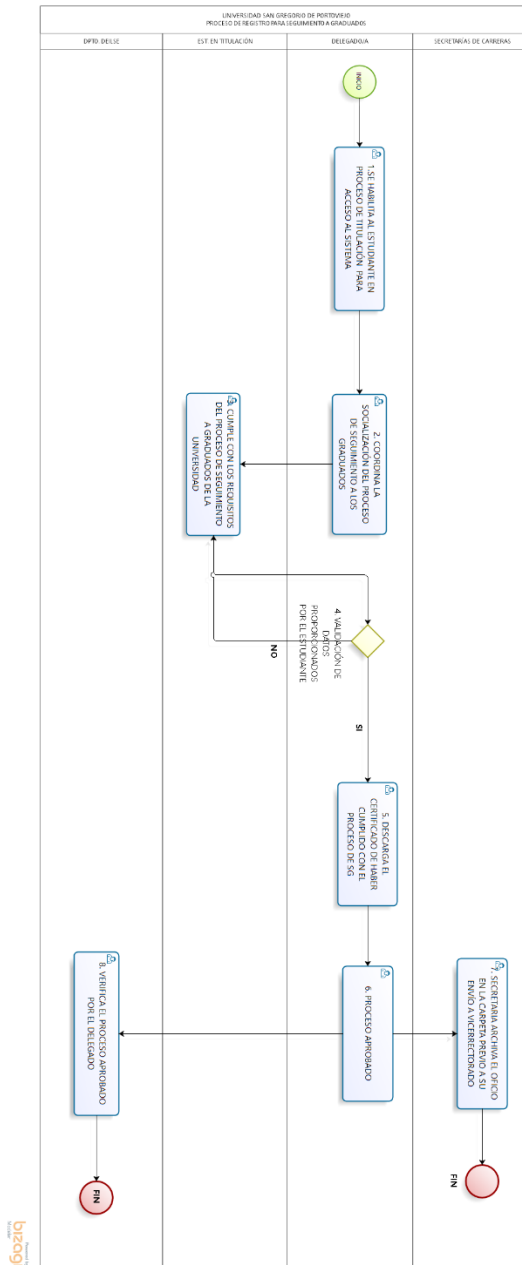 UNIVERSIDAD SAN GREGORIO DE PORTOVIEJO
PROCESO DE REGISTRO PARA SEGUIMIENTO A GRADUADOS
DPTO. DEILSE
EST. EN TITULACIÓN
DELEGADO/A
SECRETARÍAS DE CARRERAS
INICIO
1.SE HABILITA AL ESTUDIANTE EN
PROCESO DE TITULACIÓN PARA
ACCESO AL SISTEMA
2. COORDINA LA
SOCIALIZACIÓN DEL PROCESO
DE SEGUIMIENTO A LOS
GRADUADOS
3. CUMPLE CON LOS REQUISITOS
DEL PROCESO DE SEGUIMIENTO
A GRADUADOS DE LA
UNIVERSIDAD
4. VALIDACIÓN DE
DATOS
PROPORCIONADOS
POR EL ESTUDIANTE
NO
SI
5. DESCARGA EL
CERTIFICADO DE HABER
CUMPLIDO CON EL
PROCESO DE SG
6. PROCESO APROBADO
7. SECRETARIA ARCHIVA EL OFICIO
EN LA CARPETA PREVIO A SU
ENVÍO A VICERRECTORADO
8. VERIFICA EL PROCESO APROBADO
POR EL DELEGADO
FIN
FIN
Powered by
bizagi
Modeler